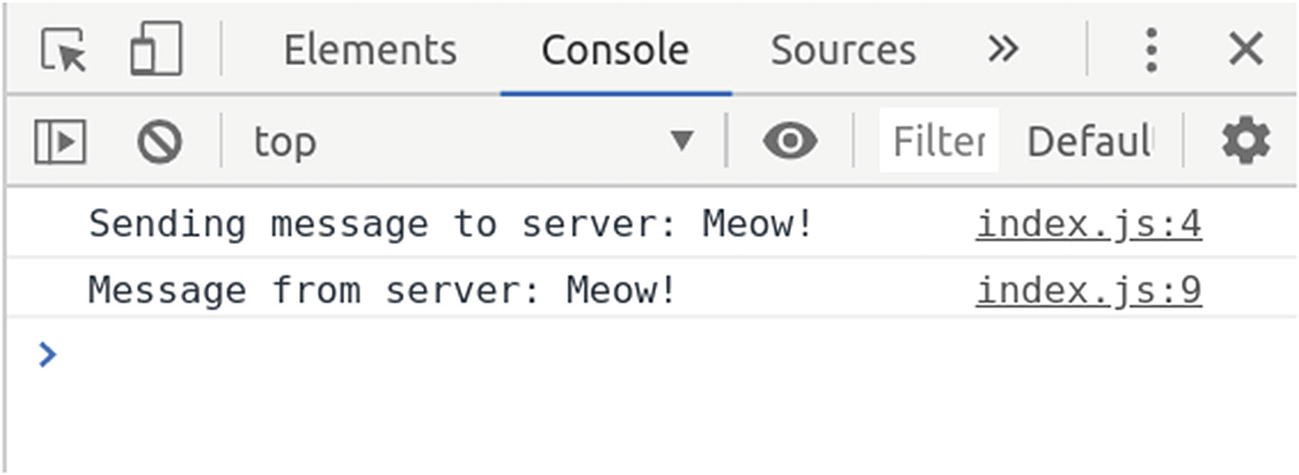 Elements Console Sources
top Filter Defaul
Sending message to server: Meow! index.js:4
Message from server: Meow! index.js:9